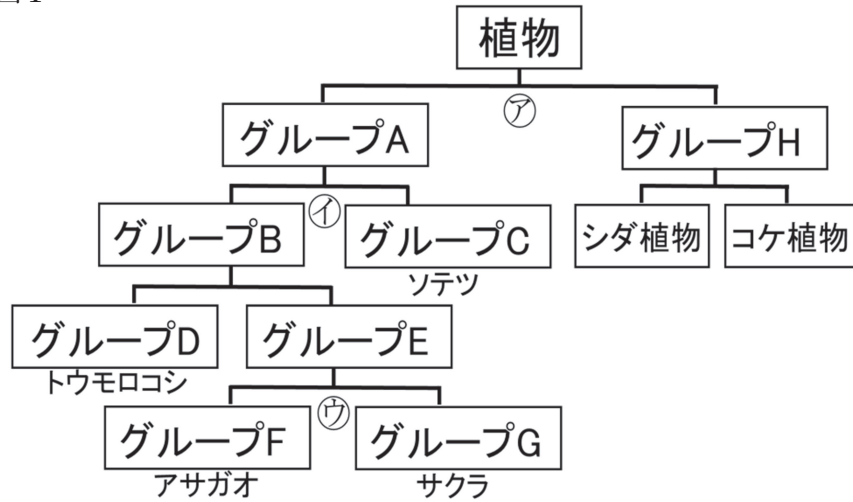 植物
㋐
グループA
グループH
㋑
グループB
グループC
シダ植物
コケ植物
ソテツ
グループD
グループE
トウモロコシ
㋒
グループF
グループG
アサガオ
サクラ